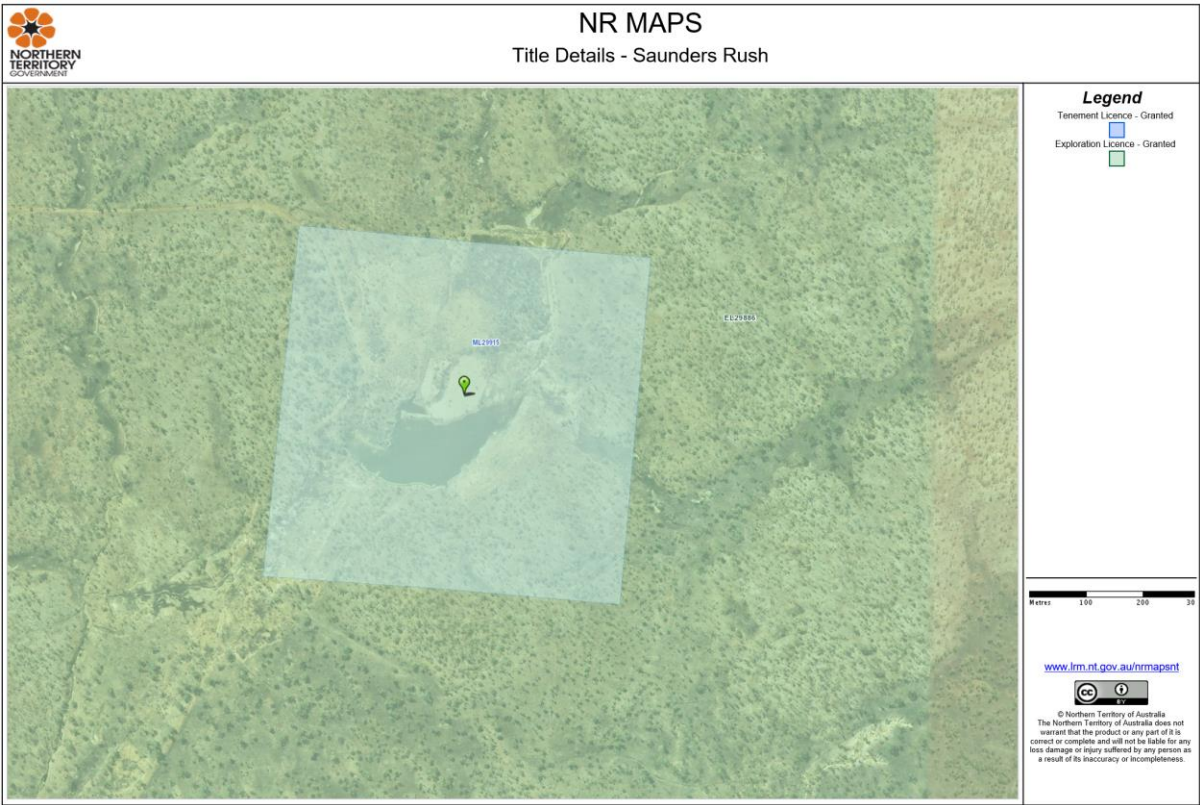 NORTHERN
TERRITORY
GOVERNMENT
NR MAPS
Title Details - Saunders Rush
ML29915
EL29886
Legend
Tenement Licence - Granted
Exploration Licence - Granted
Metres 100 200 30
www.lrm.nt.gov.au/nrmapsnt
cc
BY
© Northern Territory of Australia
The Northern Territory of Australia does not
warrant that the product or any part of it is
correct or complete and will not be liable for any
loss damage or injury suffered by any person as
a result of its inaccuracy or incompleteness.